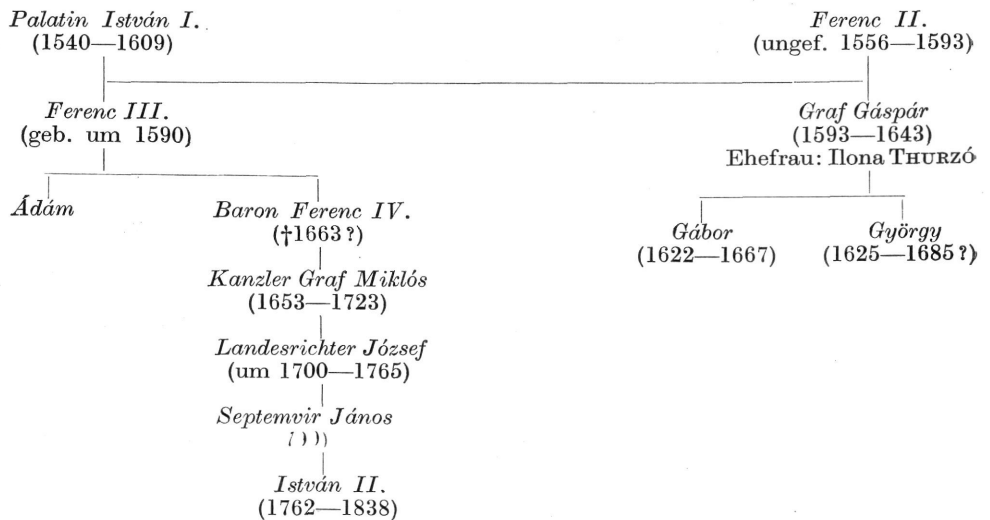 Palatin István I.
(1540—1609)
Ferenc II.
(ungef. 1556—1593)
Ferenc III.
(geb. um 1590)
Graf Gáspár
(1593—1643)
Ehefrau: Ilona THURZÓ
Ádám
Baron Ferenc IV.
(†1663?)
Gábor
(1622—1667)
György
(1625—1685?)
Kanzler Graf Miklós
(1653—1723)
Landesrichter József
(um 1700—1765)
Septemvir János
István II.
(1762—1838)